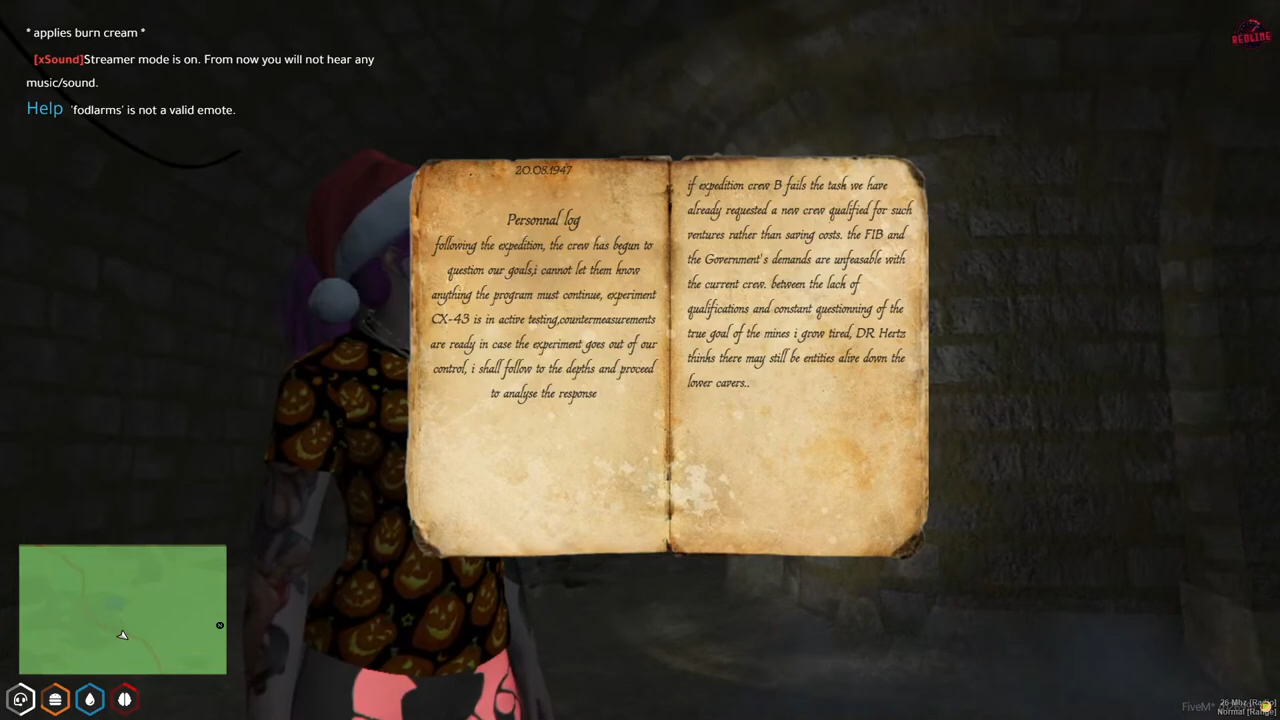 * applies burn cream *
[xSound]Streamer mode is on. From now you will not hear any
music/sound.
Help 'fodlarms' is not a valid emote.
REDLINE
20.08.1947
Personnal log
following the expedition, the crew has begun to
question our goals,i cannot let them know
anything the program must continue, experiment
CX-43 is in active testing,countermeasurements
are ready in case the experiment goes out of our
control, i shall follow to the depths and proceed
to analyse the response
if expedition crew B fails the task we have
already requested a new crew qualified for such
ventures rather than saving costs. the FIB and
the Government's demands are unfeasable with
the current crew. between the lack of
qualifications and constant questionning of the
true goal of the mines i grow tired, DR Hertz
thinks there may still be entities alive down the
lower cavers..
N
26 Mhz [Radio]
FiveM*
Normal [Range]